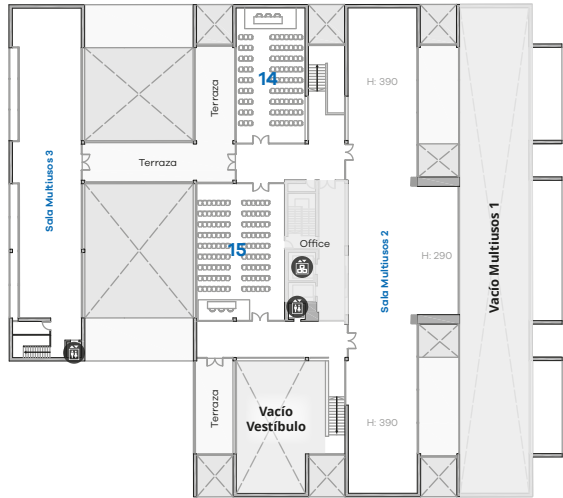 14
Terraza
H: 390
Terraza
Sala Multiusos 3
15
Office
Sala Multiusos 2
H: 290
Vacío Multiusos 1
Terraza
Vacío
Vestíbulo
H: 390